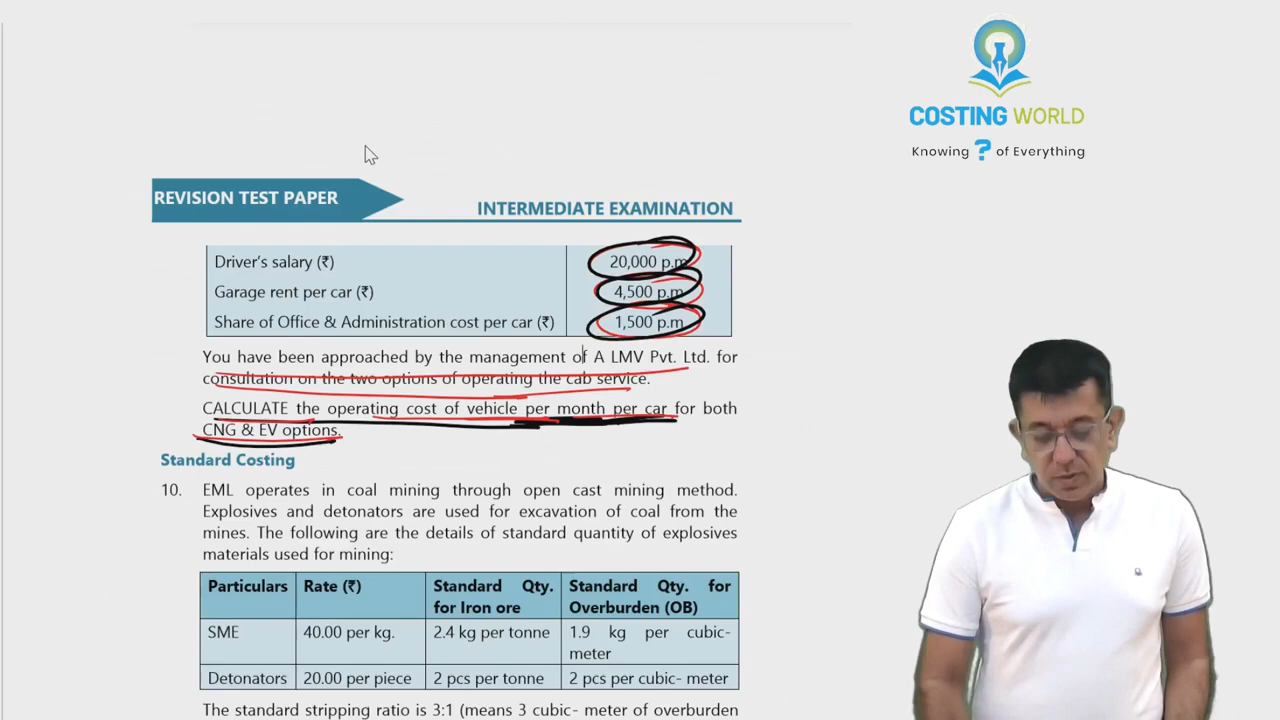 COSTING WORLD
Knowing ? of Everything
REVISION TEST PAPER
INTERMEDIATE EXAMINATION
Driver's salary (₹) 20,000 p.m
Garage rent per car (₹) 4,500 p.m
Share of Office & Administration cost per car (₹) 1,500 p.m
You have been approached by the management of A LMV Pvt. Ltd. for
consultation on the two options of operating the cab service.
CALCULATE the operating cost of vehicle per month per car for both
CNG & EV options.
Standard Costing
10. EML operates in coal mining through open cast mining method.
Explosives and detonators are used for excavation of coal from the
mines. The following are the details of standard quantity of explosives
materials used for mining:
Particulars Rate (₹) Standard Qty. Standard Qty. for
for Iron ore Overburden (OB)
SME 40.00 per kg. 2.4 kg per tonne 1.9 kg per cubic-
meter
Detonators 20.00 per piece 2 pcs per tonne 2 pcs per cubic- meter
The standard stripping ratio is 3:1 (means 3 cubic- meter of overburden